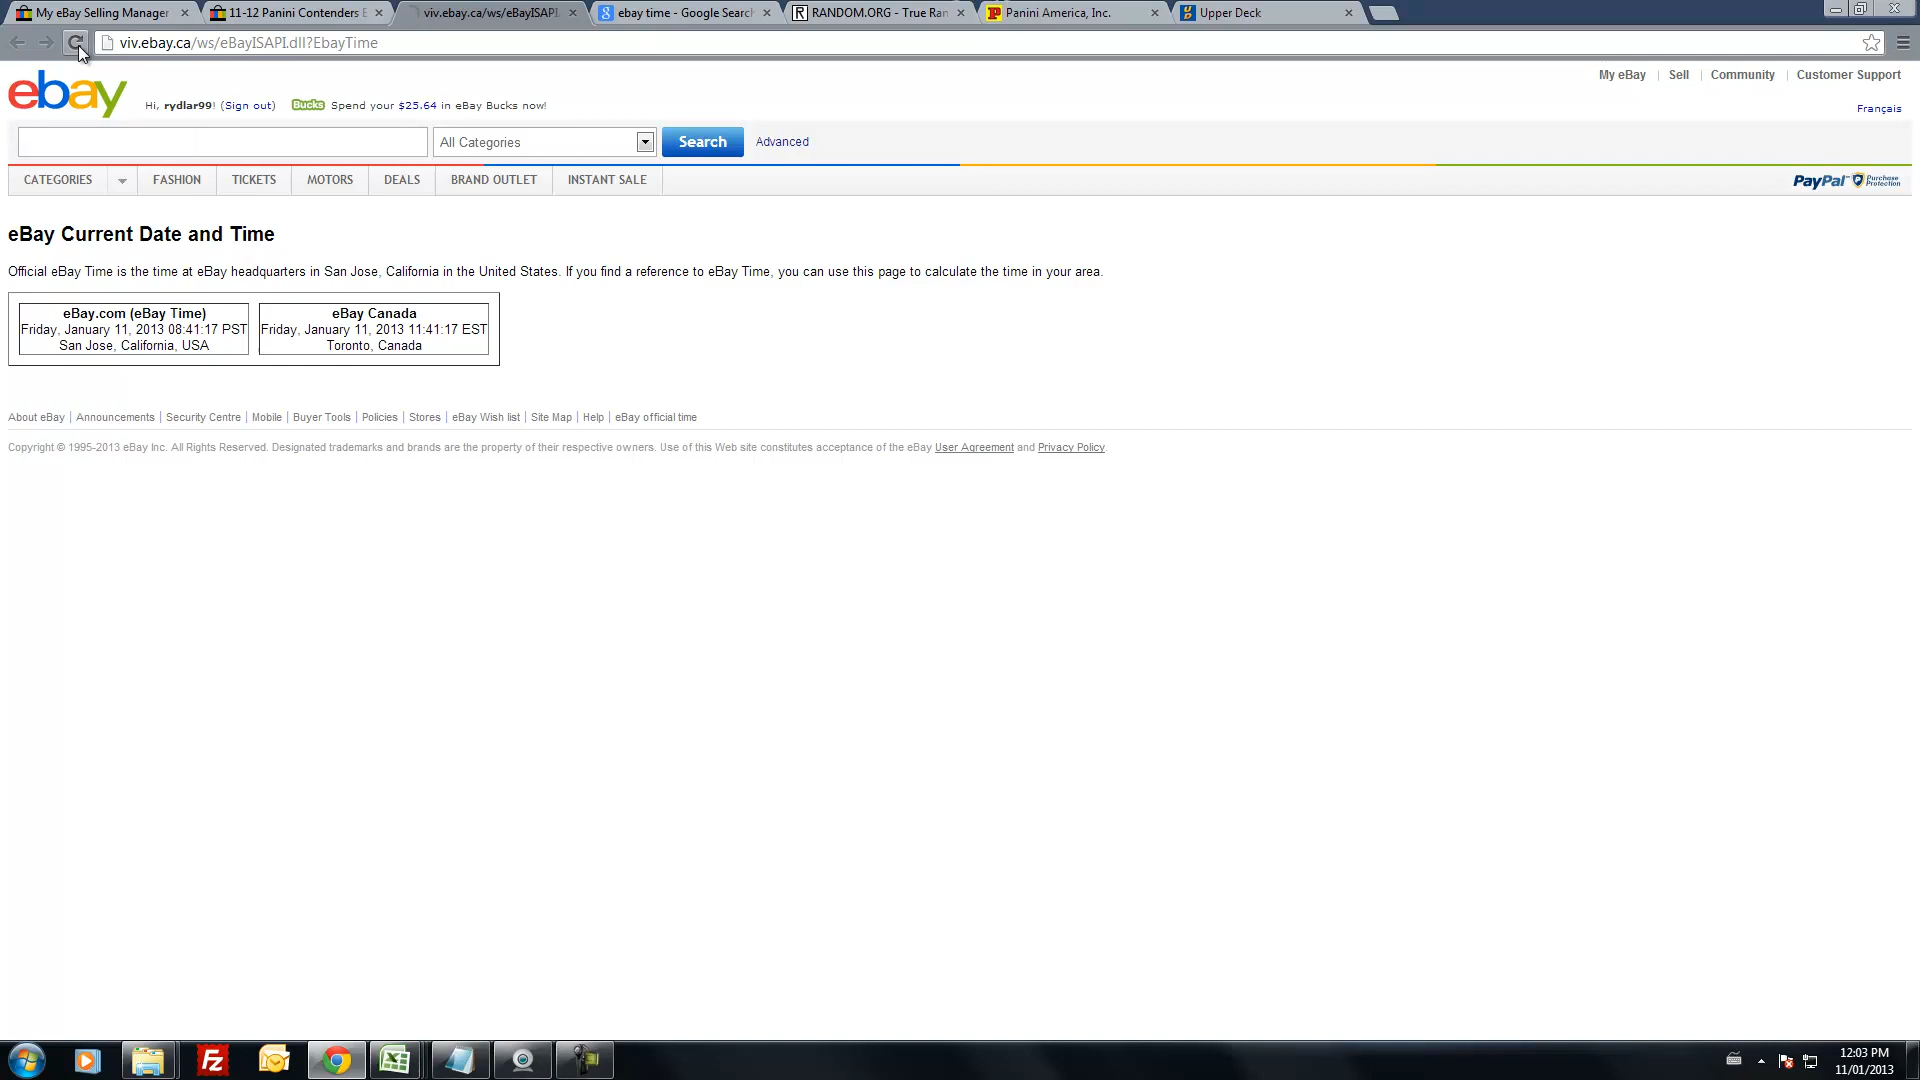 My eBay Selling Manager
11-12 Panini Contenders
viv.ebay.ca/ws/eBayISAPI.
ebay time - Google Search
RANDOM.ORG - True Ran
Panini America, Inc.
Upper Deck
viv.ebay.ca/ws/eBayISAPI.dll?EbayTime
My eBay | Sell | Community | Customer Support
ebay
Hi, rydlar99! (Sign out) Bucks Spend your $25.64 in eBay Bucks now!
Français
All Categories
Search
Advanced
CATEGORIES
FASHION
TICKETS
MOTORS
DEALS
BRAND OUTLET
INSTANT SALE
PayPal Purchase Protection
eBay Current Date and Time
Official eBay Time is the time at eBay headquarters in San Jose, California in the United States. If you find a reference to eBay Time, you can use this page to calculate the time in your area.
eBay.com (eBay Time)
Friday, January 11, 2013 08:41:17 PST
San Jose, California, USA
eBay Canada
Friday, January 11, 2013 11:41:17 EST
Toronto, Canada
About eBay | Announcements | Security Centre | Mobile | Buyer Tools | Policies | Stores | eBay Wish list | Site Map | Help | eBay official time
Copyright © 1995-2013 eBay Inc. All Rights Reserved. Designated trademarks and brands are the property of their respective owners. Use of this Web site constitutes acceptance of the eBay User Agreement and Privacy Policy.
12:03 PM
11/01/2013